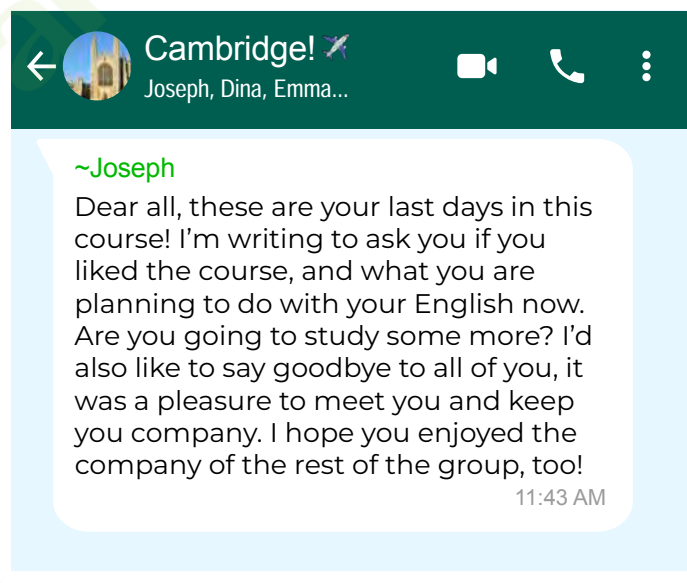 Cambridge!
Joseph, Dina, Emma...
~Joseph
Dear all, these are your last days in this
course! I'm writing to ask you if you
liked the course, and what you are
planning to do with your English now.
Are you going to study some more? I'd
also like to say goodbye to all of you, it
was a pleasure to meet you and keep
you company. I hope you enjoyed the
company of the rest of the group, too!
11:43 AM